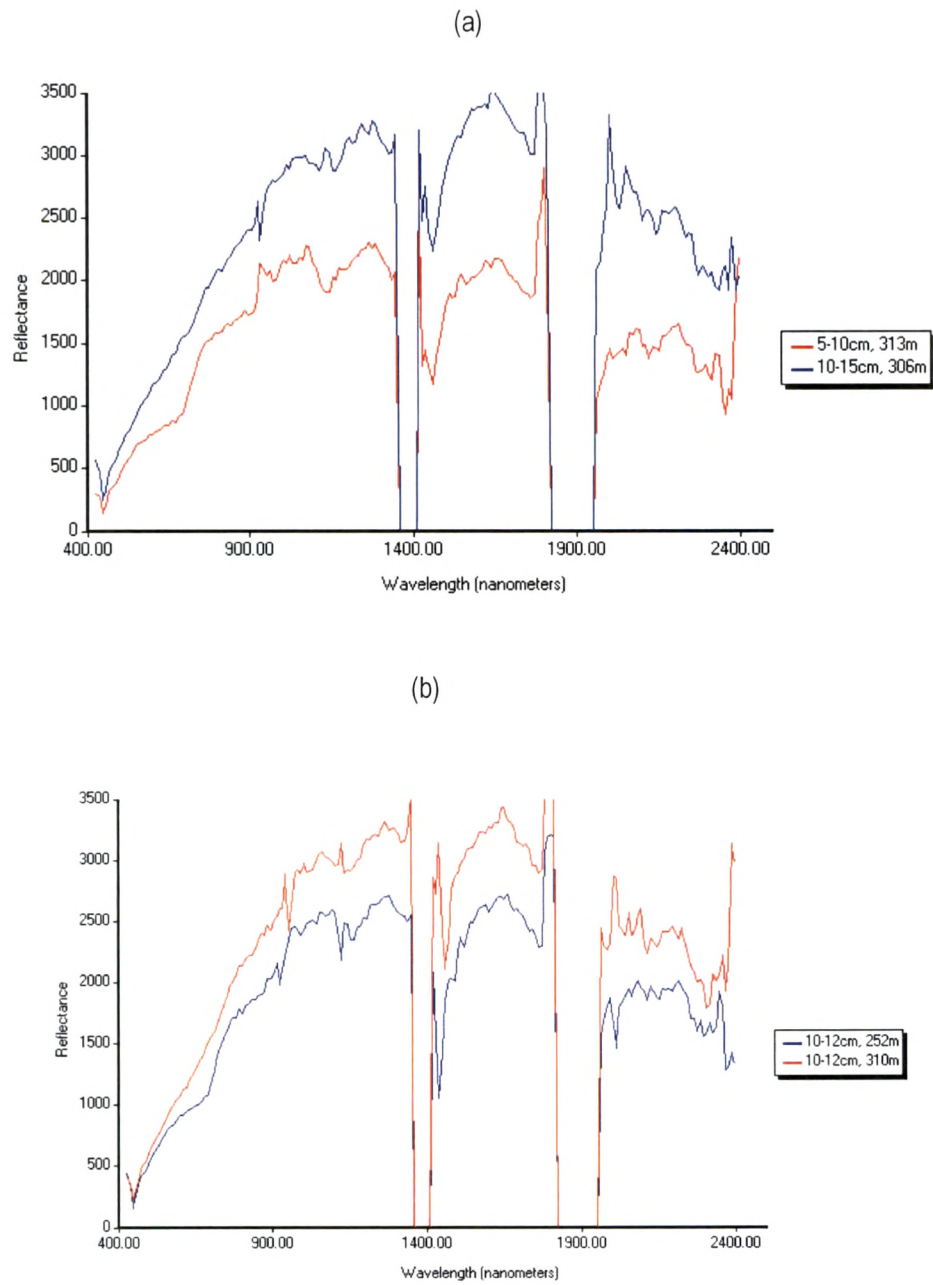 (a)
3500
3000
2500
2000
1500
1000
500
0
Reflectance
400.00 900.00 1400.00 1900.00 2400.00
Wavelength (nanometers)
5-10cm, 313m
10-15cm, 306m
(b)
3500
3000
2500
2000
1500
1000
500
0
Reflectance
400.00 900.00 1400.00 1900.00 2400.00
Wavelength (nanometers)
10-12cm, 252m
10-12cm, 310m